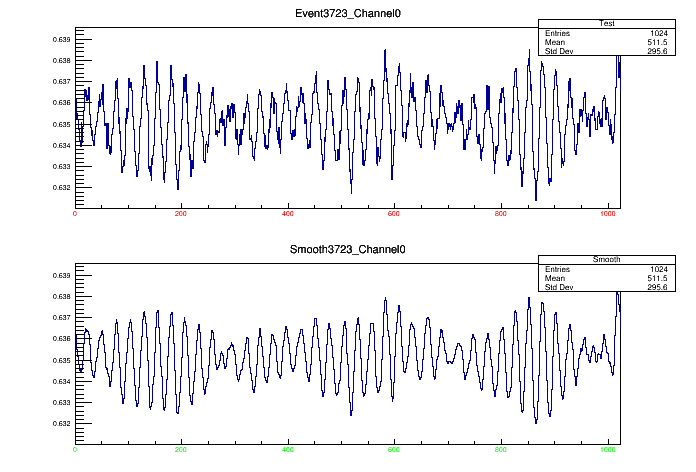 Event3723_Channel0
Test
Entries 1024
Mean 511.5
Std Dev 295.6
0.639
0.638
0.637
0.636
0.635
0.634
0.633
0.632
0 200 400 600 800 1000
Smooth3723_Channel0
Smooth
Entries 1024
Mean 511.5
Std Dev 295.6
0.639
0.638
0.637
0.636
0.635
0.634
0.633
0.632
0 200 400 600 800 1000